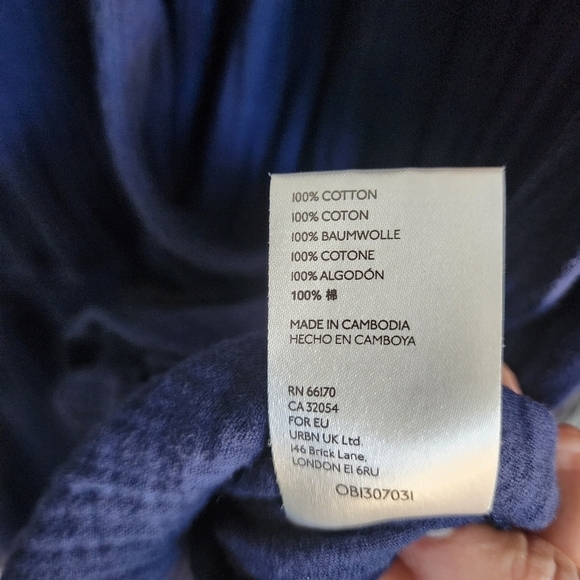 100% COTTON
100% COTON
100% BAUMWOLLE
100% COTONE
100% ALGODÓN
100% 棉
MADE IN CAMBODIA
HECHO EN CAMBOYA
RN 66170
CA 32054
FOR EU
URBN UK Ltd.
146 Brick Lane,
LONDON E1 6RU
OB1307031